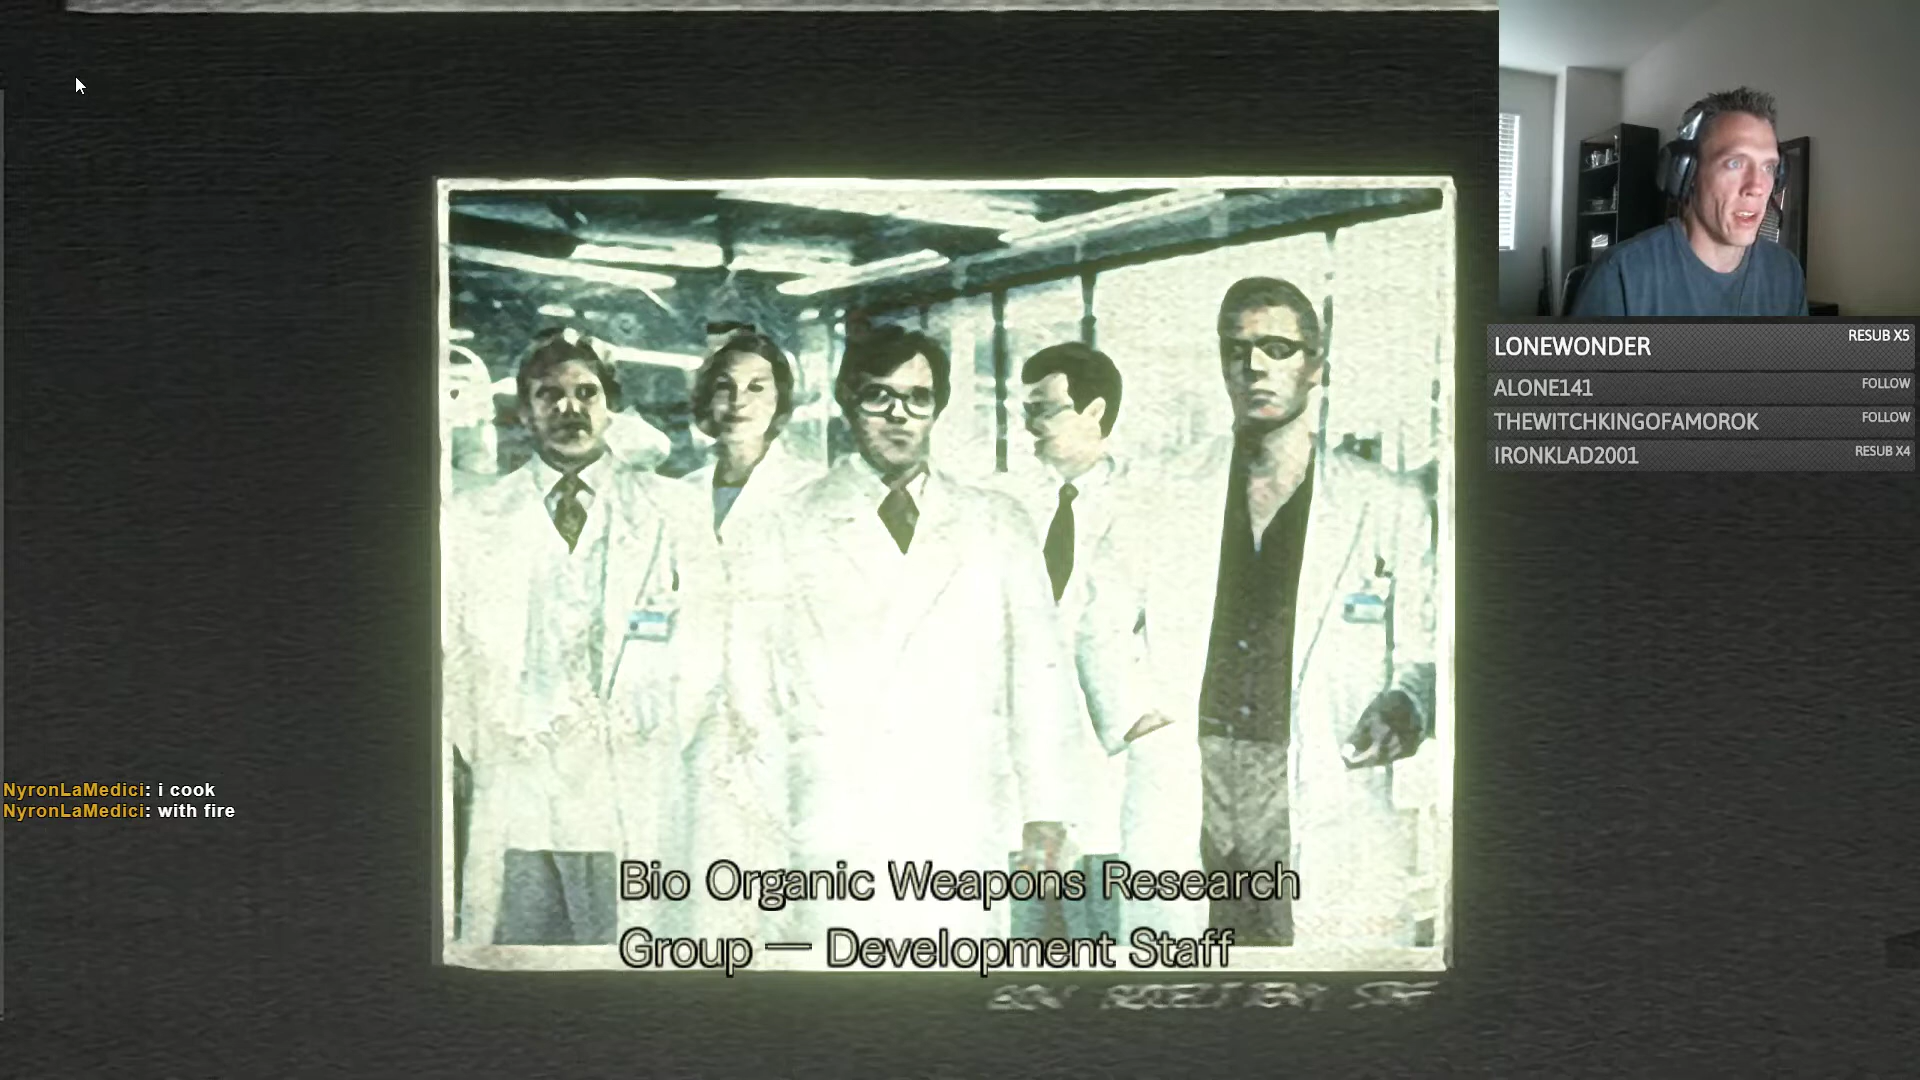 LONEWONDER RESUB X5
ALONE141 FOLLOW
THEWITCHKINGOFAMOROK FOLLOW
IRONKLAD2001 RESUB X4
NyronLaMedici: i cook
NyronLaMedici: with fire
Bio Organic Weapons Research
Group — Development Staff